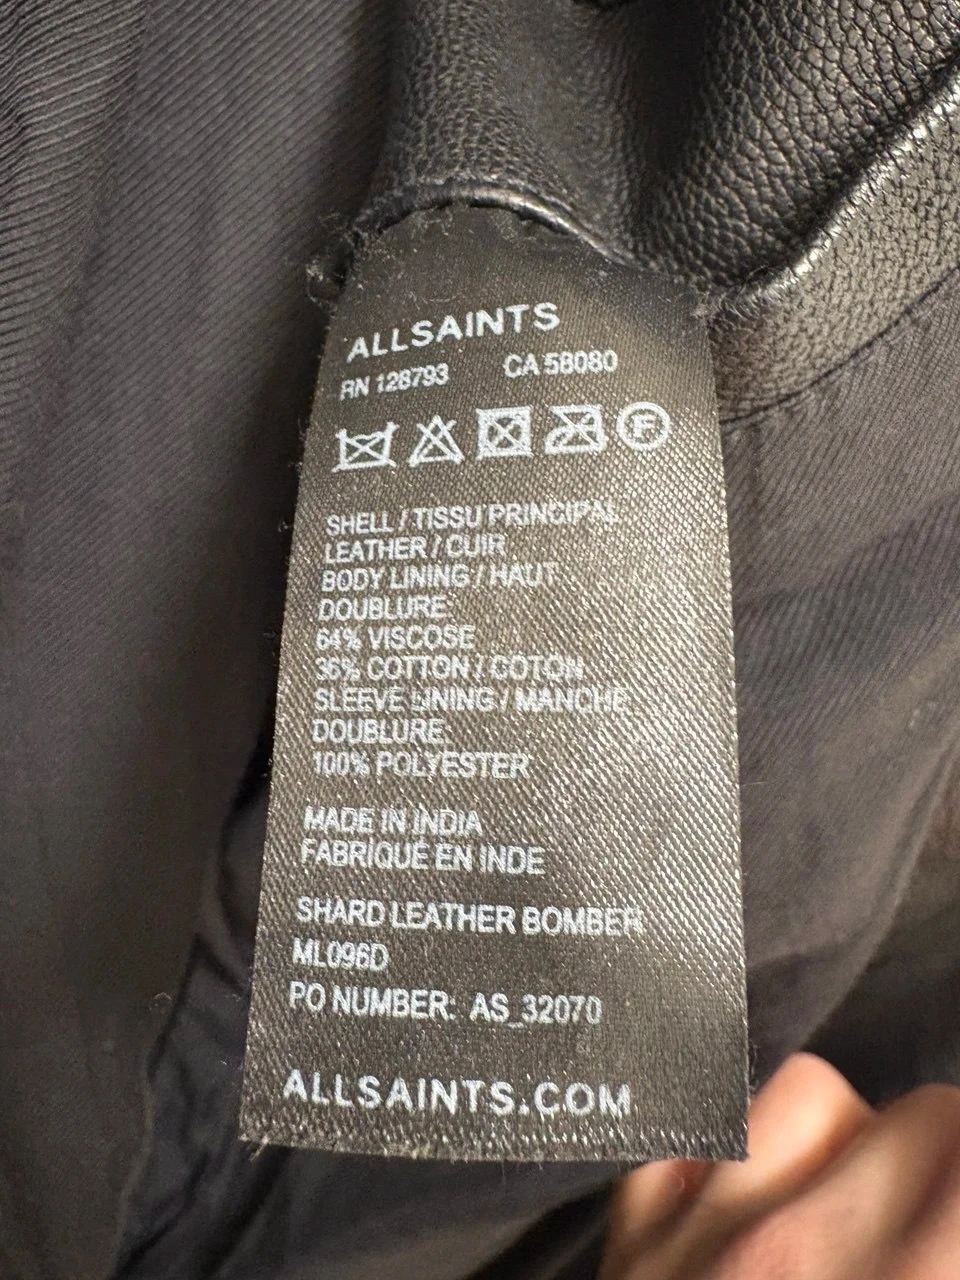 ALLSAINTS
RN 128793 CA 58080
F
SHELL / TISSU PRINCIPAL
LEATHER / CUIR
BODY LINING / HAUT
DOUBLURE:
64% VISCOSE
36% COTTON / COTON
SLEEVE LINING / MANCHE
DOUBLURE:
100% POLYESTER
MADE IN INDIA
FABRIQUÉ EN INDE
SHARD LEATHER BOMBER
ML096D
PO NUMBER: AS_32070
ALLSAINTS.COM